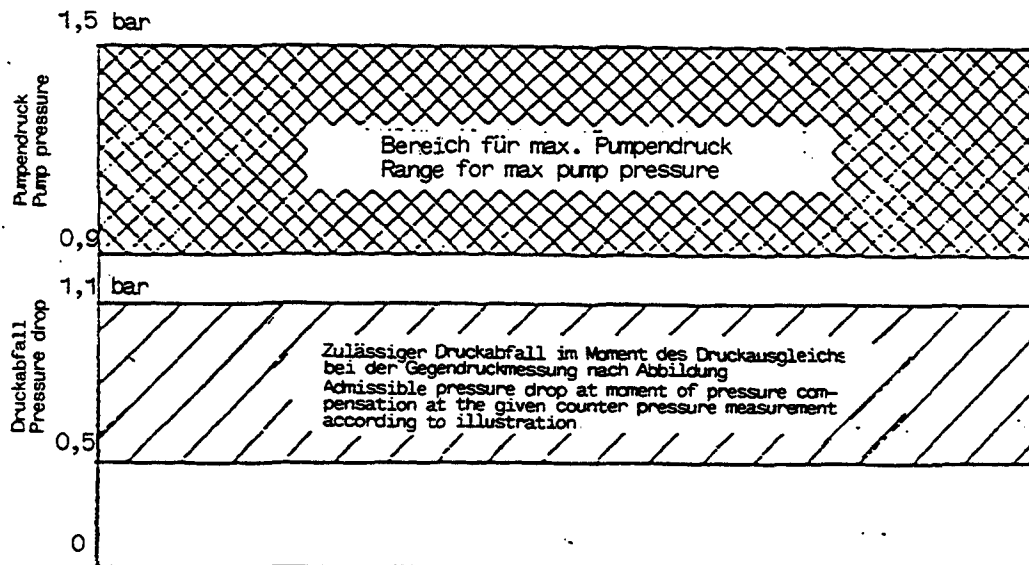 1,5 bar
Pumpendruck
Pump pressure
Bereich für max. Pumpendruck
Range for max pump pressure
0,9
1,1 bar
Druckabfall
Pressure drop
Zulässiger Druckabfall im Moment des Druckausgleichs
bei der Gegendruckmessung nach Abbildung
Admissible pressure drop at moment of pressure com-
pensation at the given counter pressure measurement
according to illustration
0,5
0